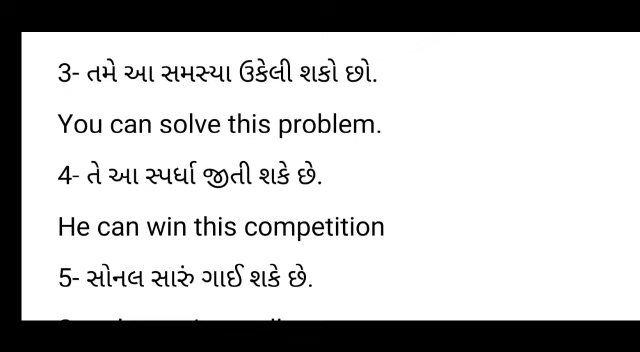 3- તમે આ સમસ્યા ઉકેલી શકો છો.
You can solve this problem.
4- તે આ સ્પર્ધા જીતી શકે છે.
He can win this competition
5- સોનલ સારું ગાઈ શકે છે.